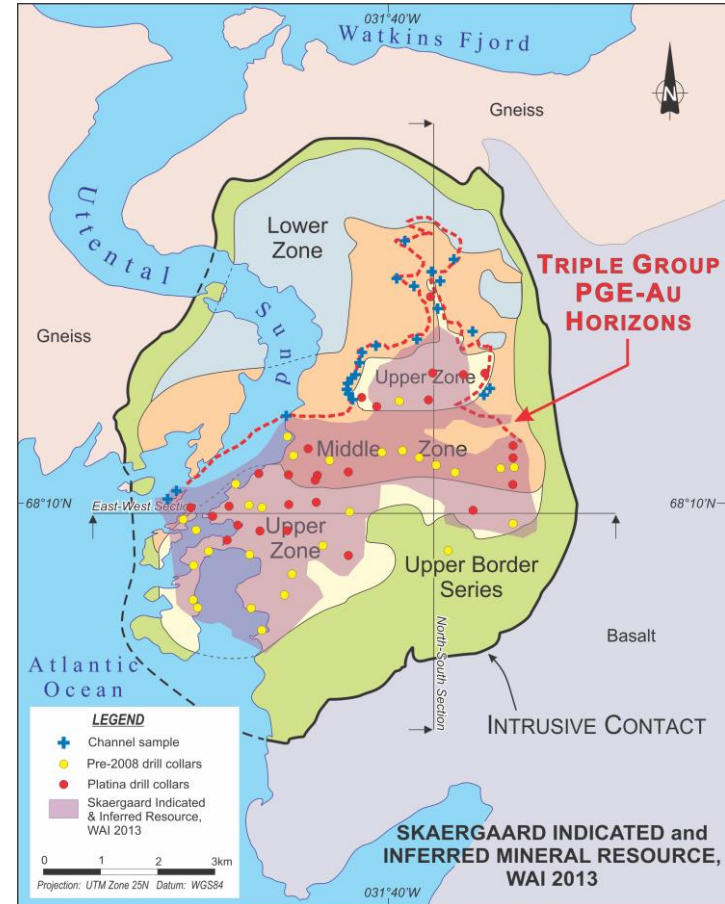 031°40'W
Watkins Fjord
N
Gneiss
Uttental Sund
Lower
Zone
TRIPLE GROUP
PGE-AU
HORIZONS
Gneiss
Upper Zone
Middle Zone
68°10'N
East-West Section
68°10'N
Upper
Zone
Upper Border
Series
North-South Section
Basalt
Atlantic
Ocean
INTRUSIVE CONTACT
LEGEND
Channel sample
Pre-2008 drill collars
Platina drill collars
Skaergaard Indicated
& Inferred Resource,
WAI 2013
0 1 2 3km
Projection: UTM Zone 25N Datum: WGS84
SKAERGAARD INDICATED and
INFERRED MINERAL RESOURCE,
WAI 2013
031°40'W